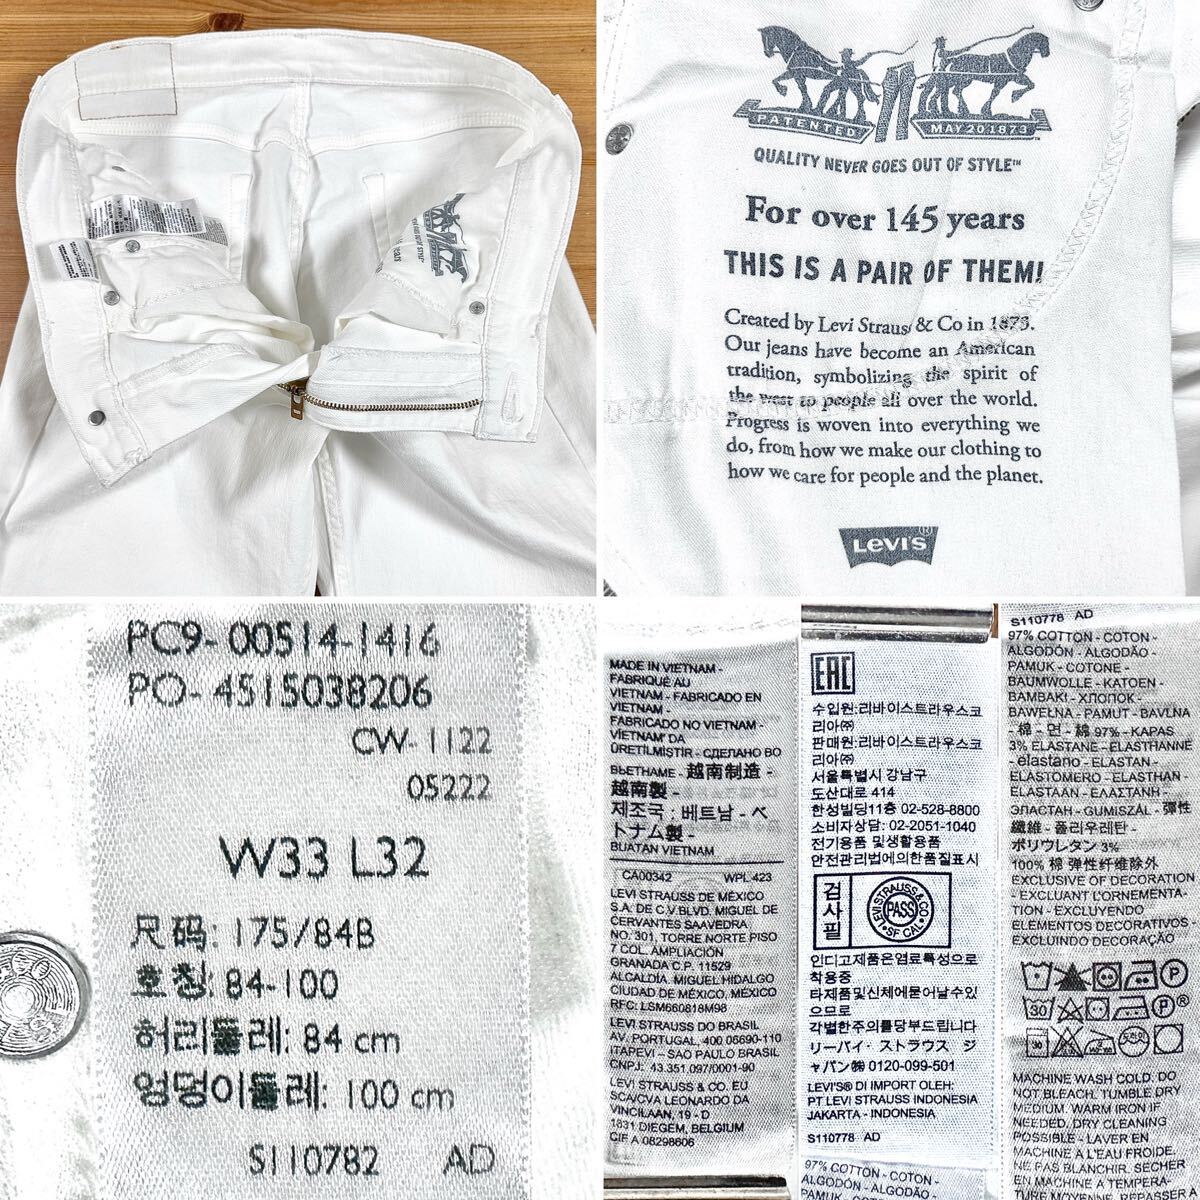 PATENTED
MAY 20 1873
QUALITY NEVER GOES OUT OF STYLE™
For over 145 years
THIS IS A PAIR OF THEM!
Created by Levi Strauss & Co in 1873.
Our jeans have become an American
tradition, symbolizing the spirit of
the west to people all over the world.
Progress is woven into everything we
do, from how we make our clothing to
how we care for people and the planet.
LEVI'S
(R)
PC9-00514-1416
PO-4515038206
CW-1122
05222
W33 L32
尺码: 175/84B
호칭: 84-100
허리둘레: 84 cm
엉덩이둘레: 100 cm
S110782 AD
MADE IN VIETNAM -
FABRIQUÉ AU
VIETNAM - FABRICADO EN
VIETNAM -
FABRICADO NO VIETNAM -
VİETNAM' DA
ÜRETİLMİŞTİR - СДЕЛАНО ВО
ВЬЕТНАМЕ - 越南制造 -
越南製 -
제조국 : 베트남 - ベ
トナム製 -
BUATAN VIETNAM
CA00342 WPL 423
LEVI STRAUSS DE MÉXICO
S.A. DE C.V. BLVD. MIGUEL DE
CERVANTES SAAVEDRA
NO. 301, TORRE NORTE PISO
7 COL. AMPLIACIÓN
GRANADA C.P. 11529
ALCALDÍA. MIGUEL HIDALGO
CIUDAD DE MÉXICO, MÉXICO
RFC: LSM660818M98
LEVI STRAUSS DO BRASIL
AV. PORTUGAL, 400 06690-110
ITAPEVI – SAO PAULO BRASIL
CNPJ: 43.351.097/0001-90
LEVI STRAUSS & CO. EU
SCA/CVA LEONARDO DA
VINCILAAN, 19 - D
1831 DIEGEM, BELGIUM
CIF A 08298606
EAC
수입원:리바이스트라우스코
리아㈜
판매원:리바이스트라우스코
리아㈜
서울특별시 강남구
도산대로 414
한성빌딩11층 02-528-8800
소비자상담: 02-2051-1040
전기용품 및생활용품
안전관리법에의한품질표시
검사필
LEVI STRAUSS & CO
PASS
SF CAL
인디고제품은염료특성으로
착용중
타제품및신체에묻어날수있
으므로
각별한주의를당부드립니다
リーバイ・ストラウス ジ
ャパン㈱ 0120-099-501
LEVI'S® DI IMPORT OLEH:
PT LEVI STRAUSS INDONESIA
JAKARTA - INDONESIA
S110778 AD
97% COTTON - COTON -
ALGODÓN - ALGODÃO -
S110778 AD
97% COTTON - COTON -
ALGODÓN - ALGODÃO -
PAMUK - COTONE -
BAUMWOLLE - KATOEN -
BAMBAKI - ХЛОПОК -
BAWEŁNA - PAMUT - BAVLNA
- 棉 - 면 - 綿 97% - KAPAS
3% ELASTANE - ELASTHANNE
- elastano - ELASTAN -
ELASTOMERO - ELASTHAN -
ELASTAAN - ΕΛΑΣΤΑΝΗ -
ЭЛАСТАН - GUMISZÁL - 弹性
纖維 - 폴리우레탄 -
ポリウレタン 3%
100% 棉 弹性纤维除外
EXCLUSIVE OF DECORATION
- EXCLUANT L'ORNEMENTA-
TION - EXCLUYENDO
ELEMENTOS DECORATIVOS
EXCLUINDO DECORAÇÃO
MACHINE WASH COLD. DO
NOT BLEACH. TUMBLE DRY
MEDIUM. WARM IRON IF
NEEDED. DRY CLEANING
POSSIBLE - LAVER EN
MACHINE A L'EAU FROIDE.
NE PAS BLANCHIR. SÉCHER
EN MACHINE A TEMPERA-